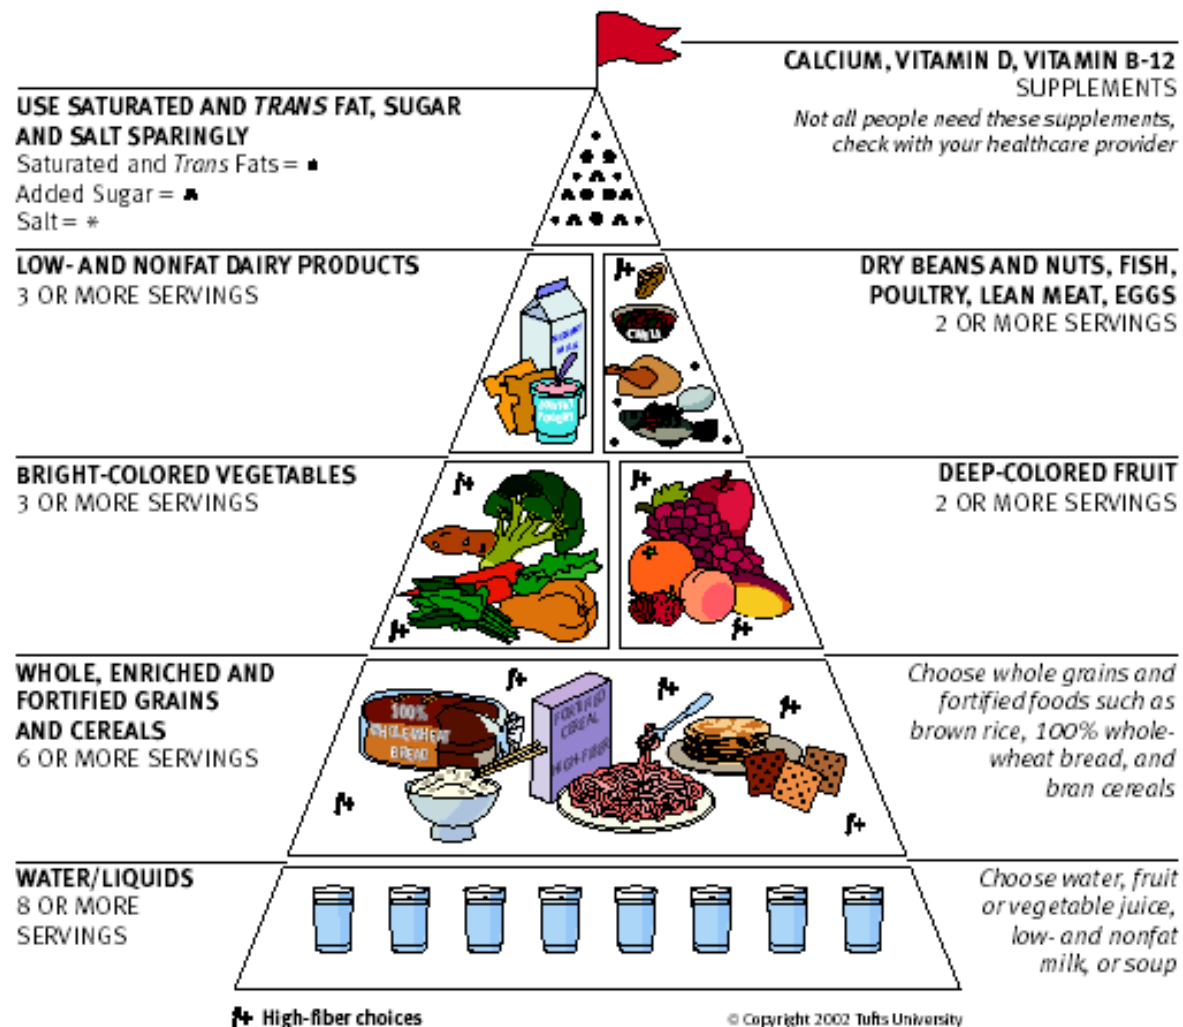 CALCIUM, VITAMIN D, VITAMIN B-12
SUPPLEMENTS
Not all people need these supplements,
check with your healthcare provider
USE SATURATED AND TRANS FAT, SUGAR
AND SALT SPARINGLY
Saturated and Trans Fats =
Added Sugar =
Salt = *
LOW- AND NONFAT DAIRY PRODUCTS
3 OR MORE SERVINGS
DRY BEANS AND NUTS, FISH,
POULTRY, LEAN MEAT, EGGS
2 OR MORE SERVINGS
f+
BRIGHT-COLORED VEGETABLES
3 OR MORE SERVINGS
DEEP-COLORED FRUIT
2 OR MORE SERVINGS
f+
f+
f+
f+
WHOLE, ENRICHED AND
FORTIFIED GRAINS
AND CEREALS
6 OR MORE SERVINGS
Choose whole grains and
fortified foods such as
brown rice, 100% whole-
wheat bread, and
bran cereals
f+
f+
f+
100%
WHOLE-WHEAT
BREAD
FORTIFIED
CEREAL
HIGH-FIBER
f+
f+
WATER/LIQUIDS
8 OR MORE
SERVINGS
Choose water, fruit
or vegetable juice,
low- and nonfat
milk, or soup
f+ High-fiber choices
© Copyright 2002 Tufts University